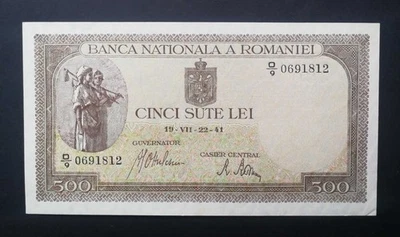 BANCA NATIONALA A ROMANIEI
D/9 0691812
CINCI SUTE LEI
19-VII-22-41
GUVERNATOR CASIER CENTRAL
D/9 0691812
500 500